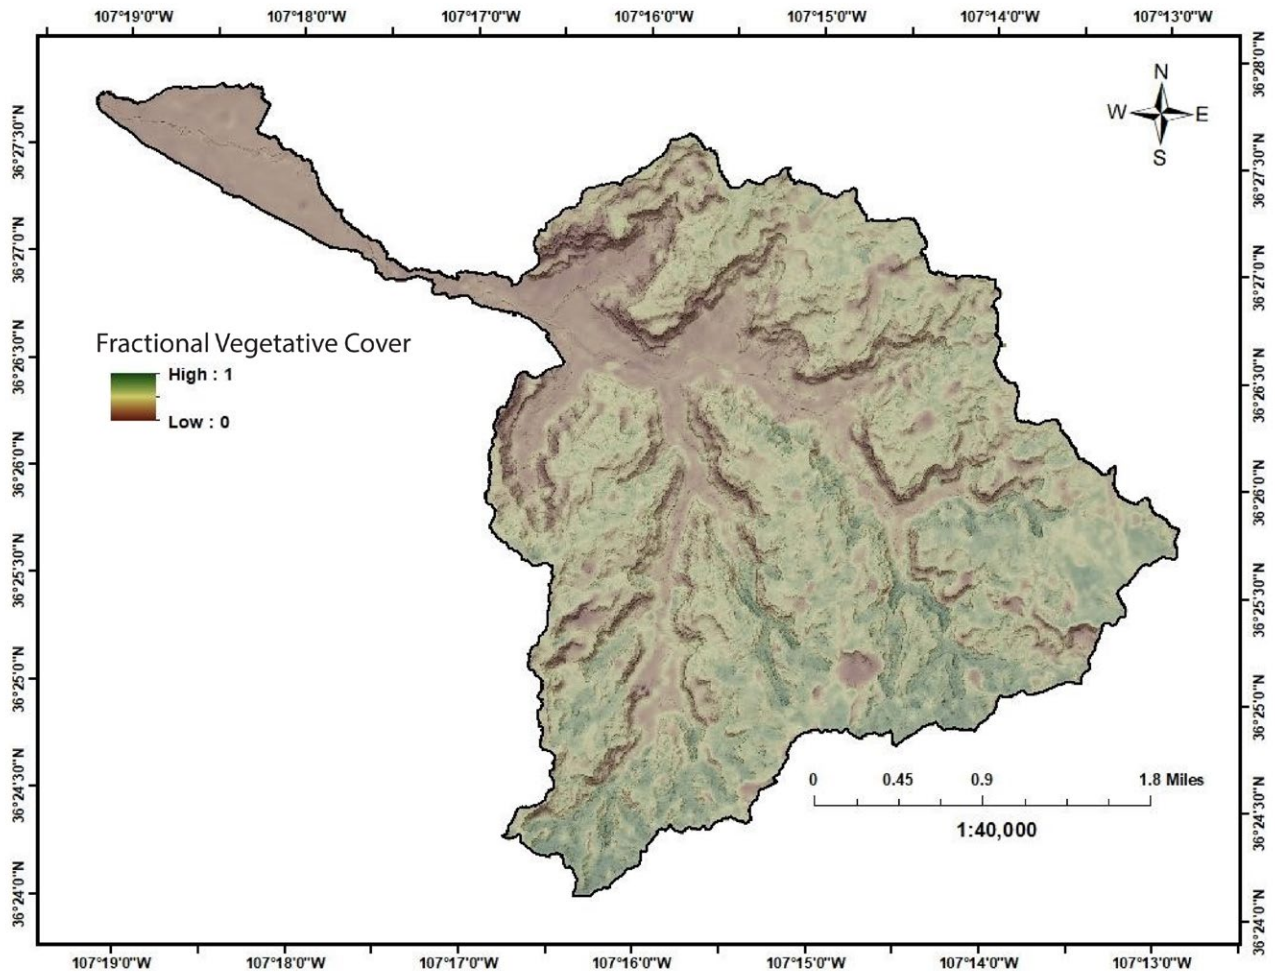 107°19'0"W 107°18'0"W 107°17'0"W 107°16'0"W 107°15'0"W 107°14'0"W 107°13'0"W
N
W E
S
36°27'30"N
36°27'0"N
36°26'30"N
36°26'0"N
36°25'30"N
36°25'0"N
36°24'30"N
36°24'0"N
Fractional Vegetative Cover
High : 1
Low : 0
36°28'0"N
36°27'30"N
36°27'0"N
36°26'30"N
36°26'0"N
36°25'30"N
36°25'0"N
36°24'30"N
36°24'0"N
0 0.45 0.9 1.8 Miles
1:40,000
107°19'0"W 107°18'0"W 107°17'0"W 107°16'0"W 107°15'0"W 107°14'0"W 107°13'0"W